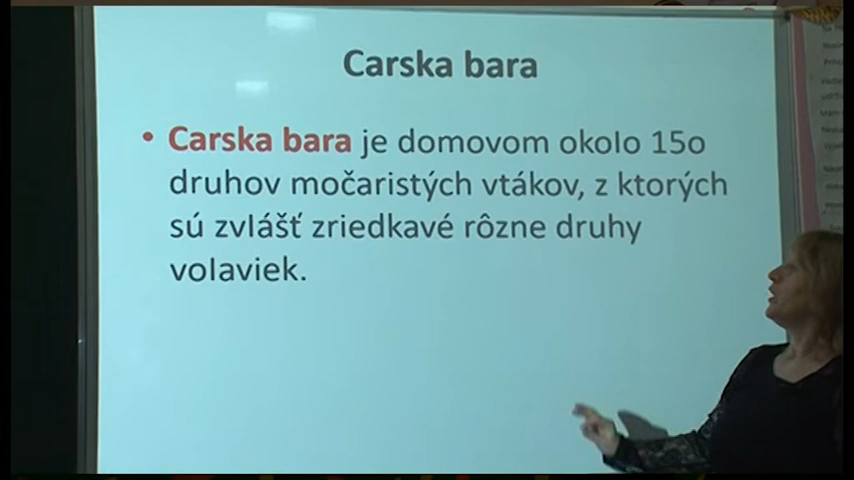 Carska bara
• Carska bara je domovom okolo 15o
druhov močaristých vtákov, z ktorých
sú zvlášť zriedkavé rôzne druhy
volaviek.